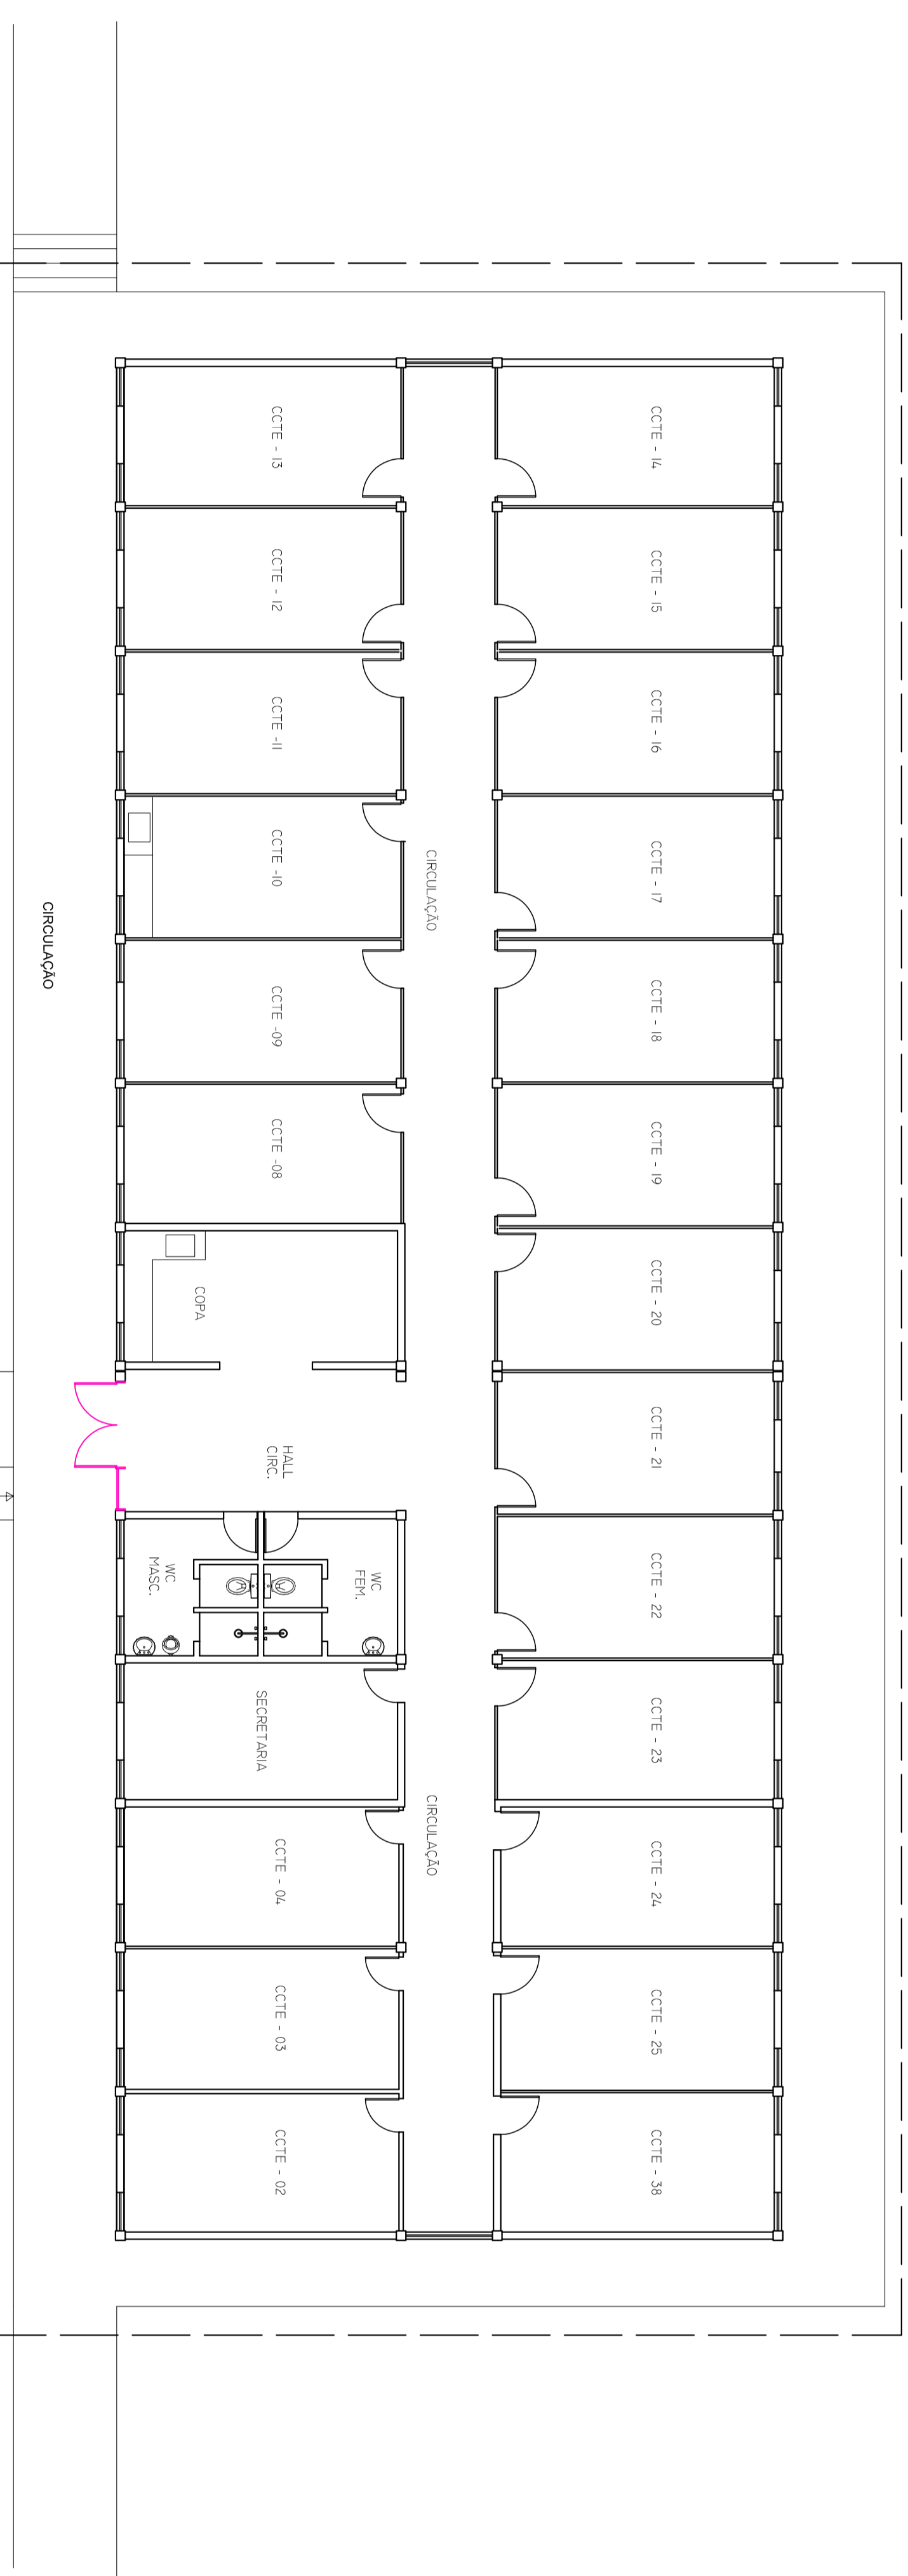 CCTE - 14
CCTE - 15
CCTE - 16
CCTE - 17
CCTE - 18
CCTE - 19
CCTE - 20
CCTE - 21
CCTE - 22
CCTE - 23
CCTE - 24
CCTE - 25
CCTE - 38
CIRCULAÇÃO
CIRCULAÇÃO
CCTE - 13
CCTE - 12
CCTE -11
CCTE -10
CCTE -09
CCTE -08
COPA
HALL
CIRC.
WC
FEM.
WC
MASC.
SECRETARIA
CCTE - 04
CCTE - 03
CCTE - 02
CIRCULAÇÃO